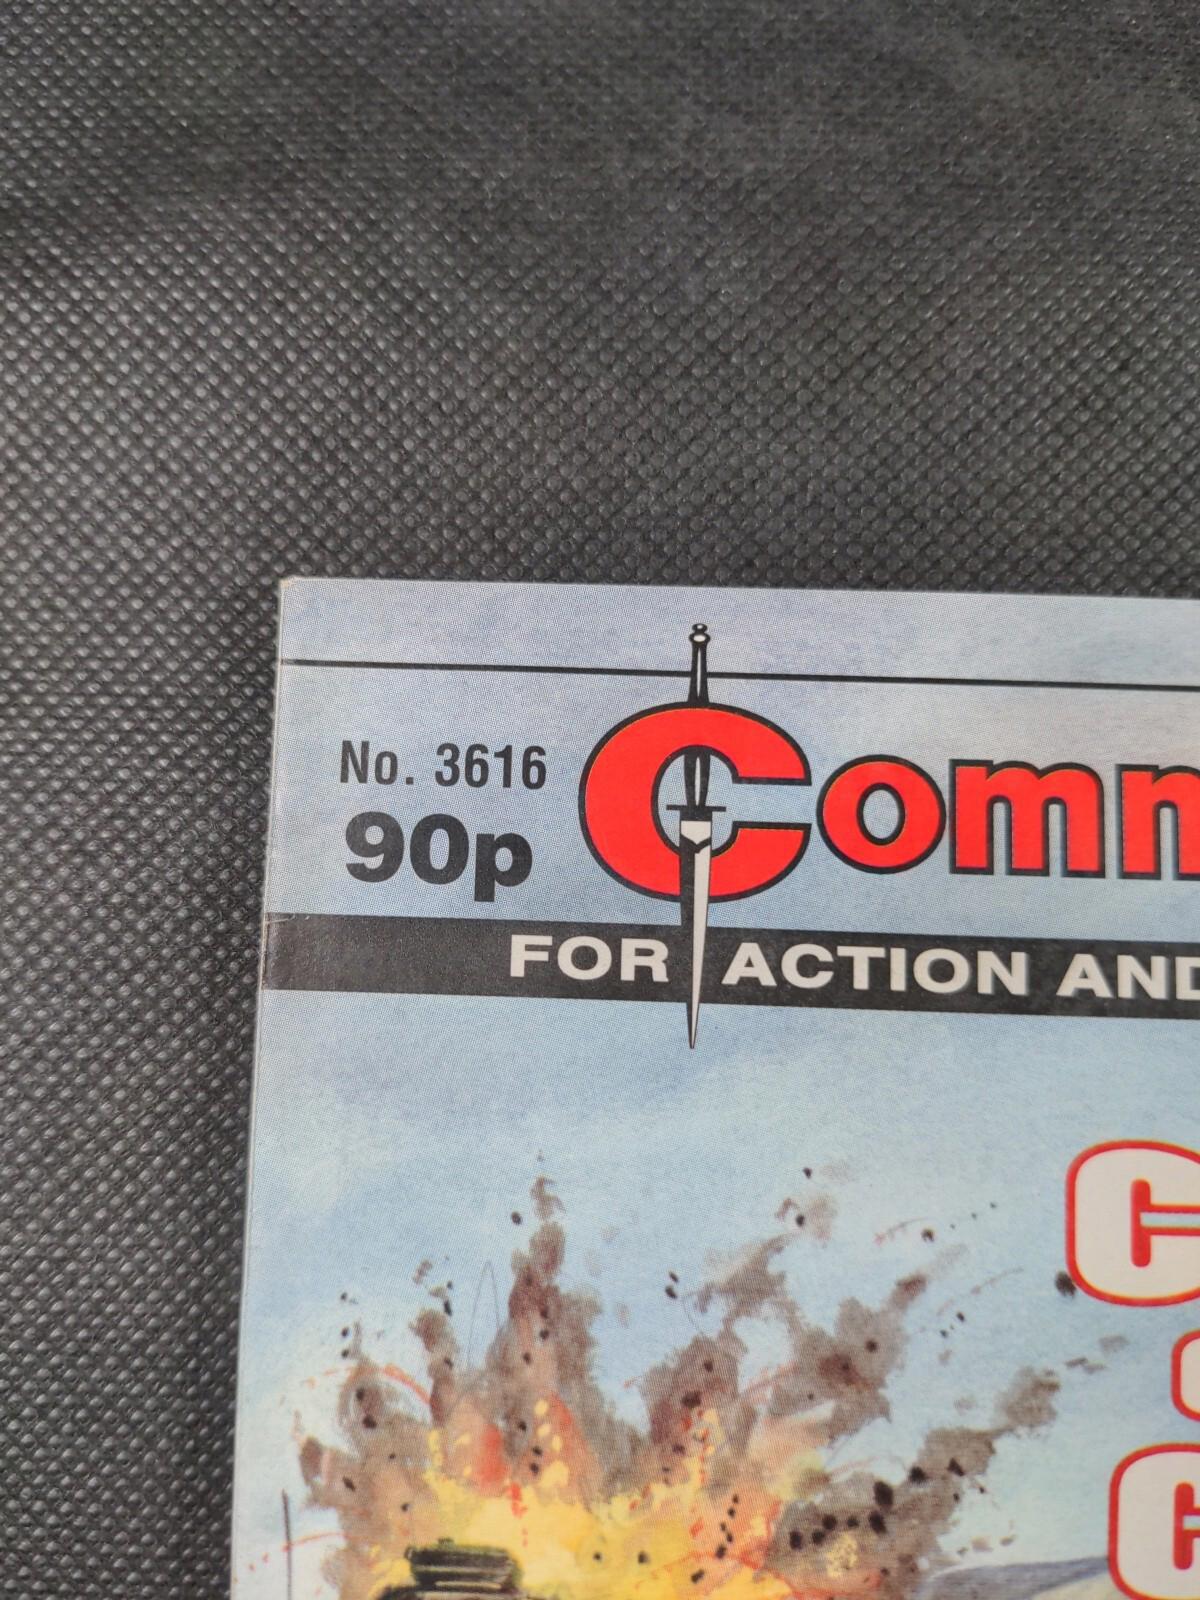 No. 3616
90p
Comm
FOR ACTION AND
C
C